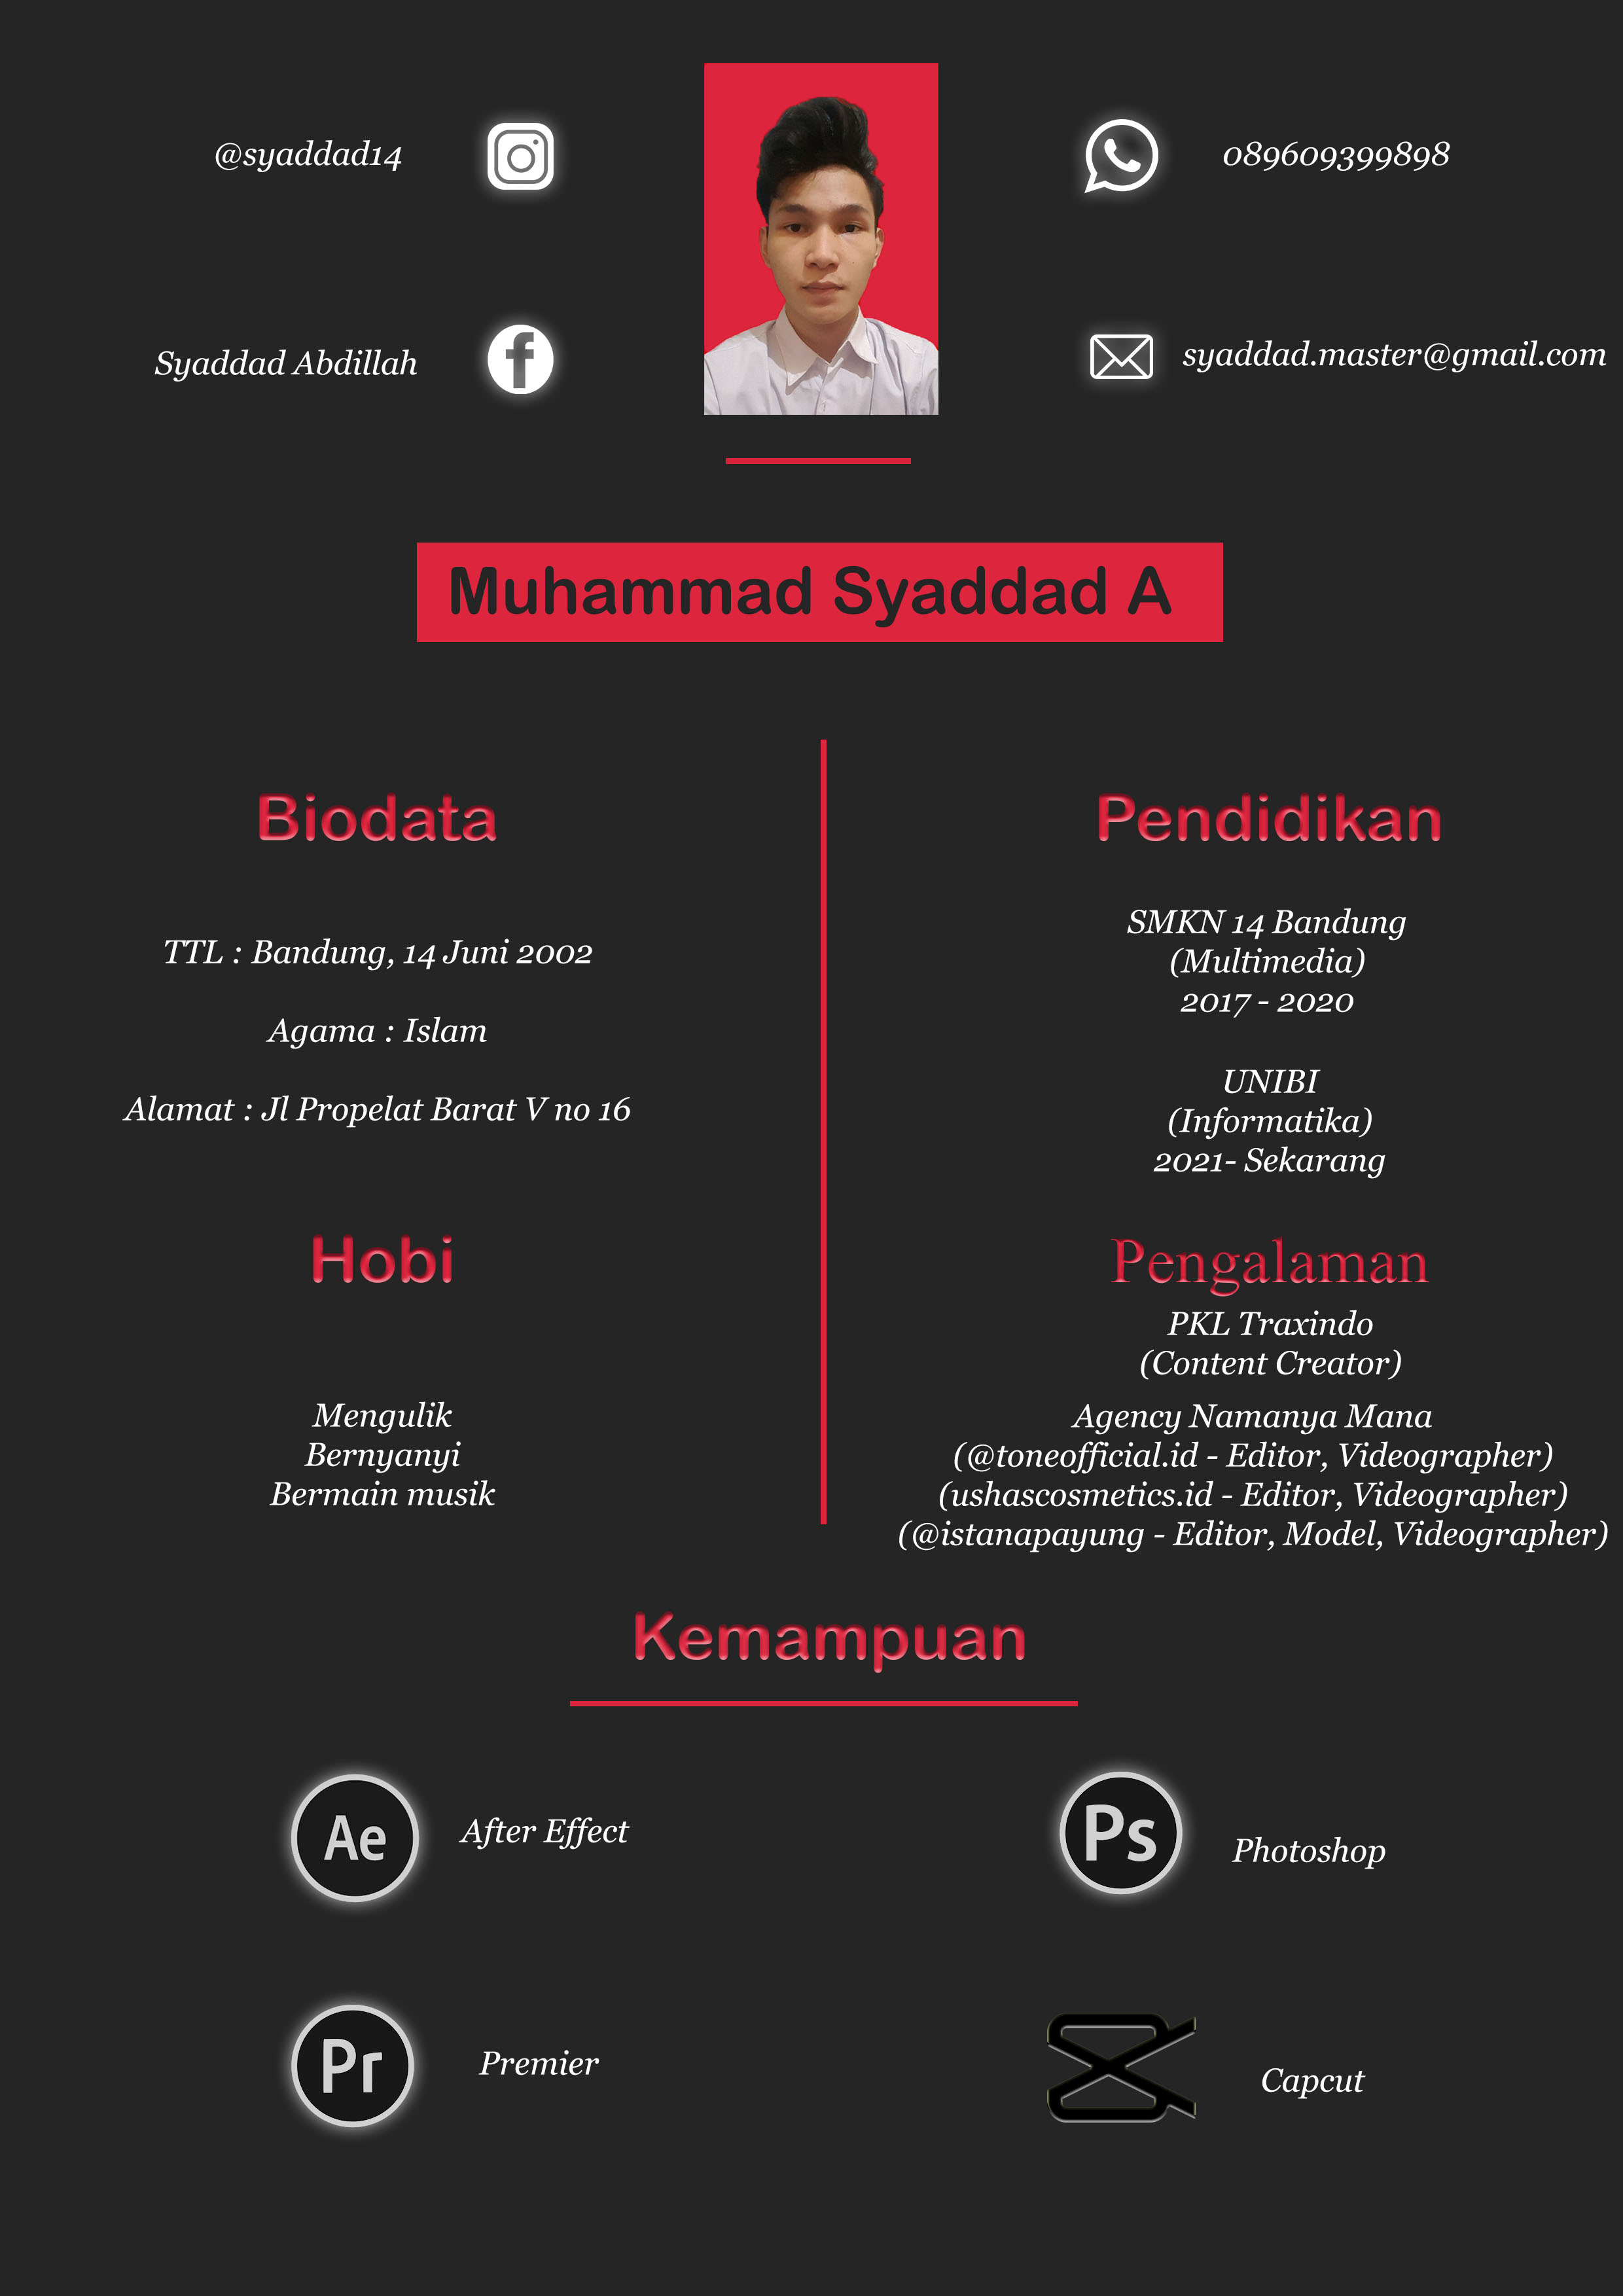 @syaddad14
089609399898
Syaddad Abdillah
f
syaddad.master@gmail.com
Muhammad Syaddad A
Biodata
TTL : Bandung, 14 Juni 2002
Agama : Islam
Alamat : Jl Propelat Barat V no 16
Hobi
Mengulik
Bernyanyi
Bermain musik
Pendidikan
SMKN 14 Bandung
(Multimedia)
2017 - 2020
UNIBI
(Informatika)
2021- Sekarang
Pengalaman
PKL Traxindo
(Content Creator)
Agency Namanya Mana
(@toneofficial.id - Editor, Videographer)
(ushascosmetics.id - Editor, Videographer)
(@istanapayung - Editor, Model, Videographer)
Kemampuan
Ae
After Effect
Ps
Photoshop
Pr
Premier
Capcut